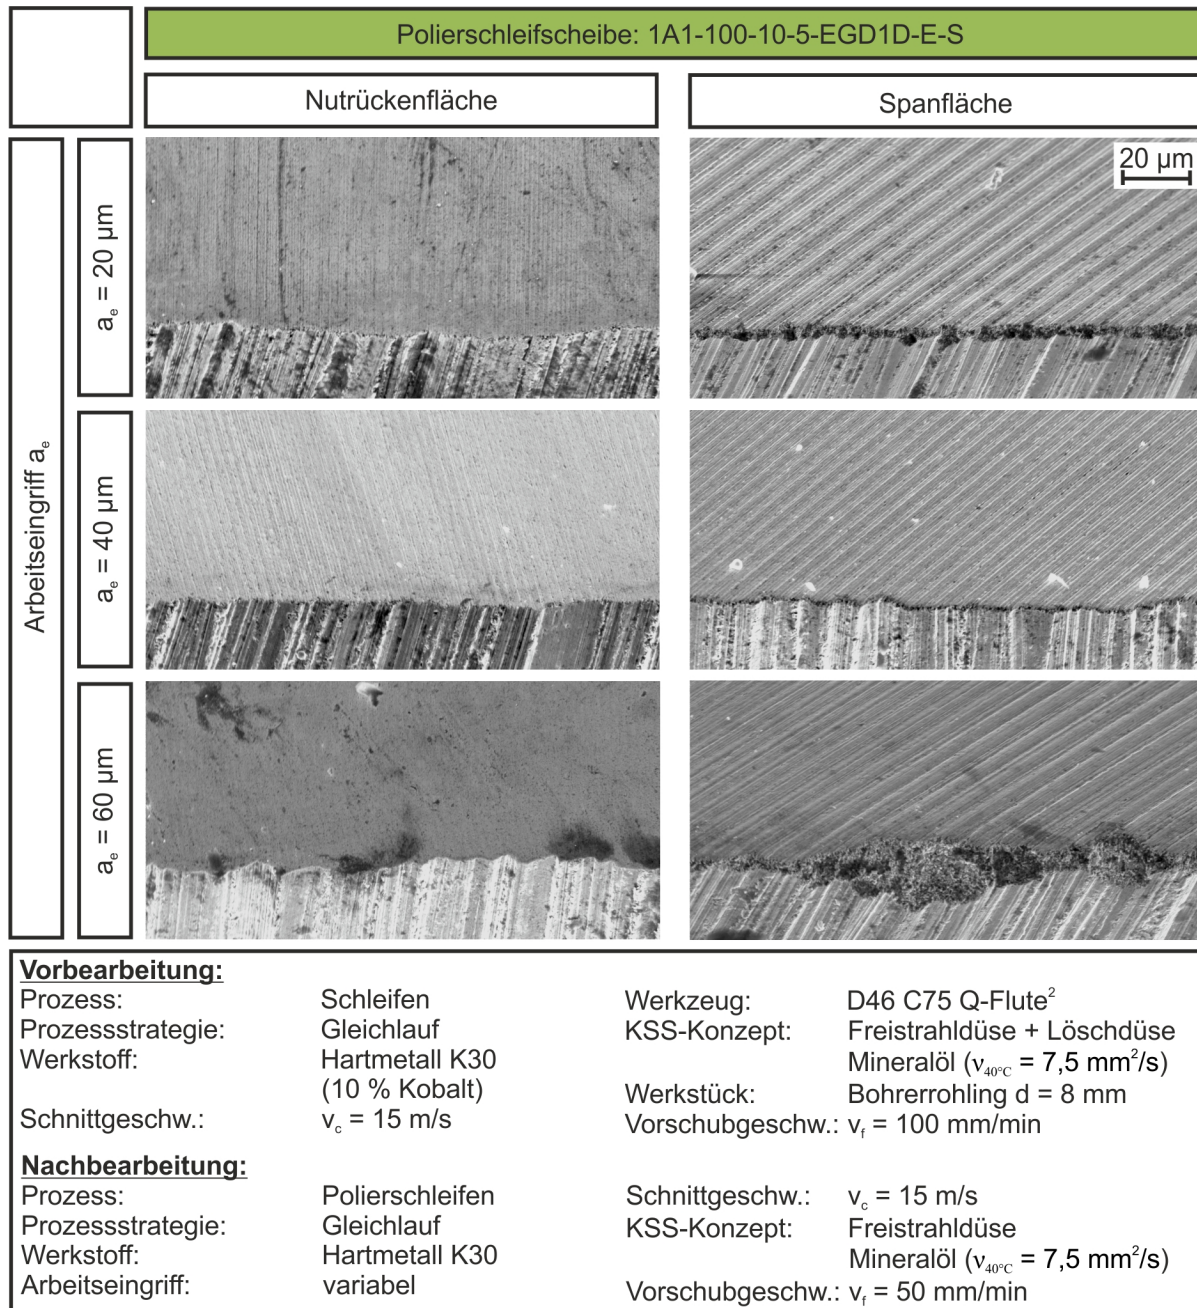 Polierschleifscheibe: 1A1-100-10-5-EGD1D-E-S
Nutrückenfläche
Spanfläche
20 µm
Arbeitseingriff aₑ
aₑ = 20 µm
aₑ = 40 µm
aₑ = 60 µm
Vorbearbeitung:
Prozess: Schleifen
Prozessstrategie: Gleichlauf
Werkstoff: Hartmetall K30
(10 % Kobalt)
Schnittgeschw.: v_c = 15 m/s
Werkzeug: D46 C75 Q-Flute²
KSS-Konzept: Freistrahldüse + Löschdüse
Mineralöl (ν₄₀°C = 7,5 mm²/s)
Werkstück: Bohrerrohling d = 8 mm
Vorschubgeschw.: v_f = 100 mm/min
Nachbearbeitung:
Prozess: Polierschleifen
Prozessstrategie: Gleichlauf
Werkstoff: Hartmetall K30
Arbeitseingriff: variabel
Schnittgeschw.: v_c = 15 m/s
KSS-Konzept: Freistrahldüse
Mineralöl (ν₄₀°C = 7,5 mm²/s)
Vorschubgeschw.: v_f = 50 mm/min